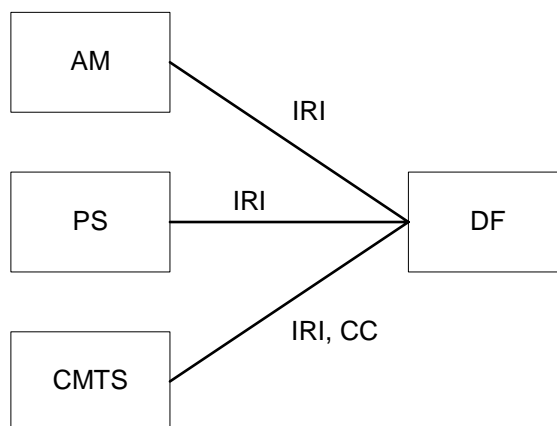 AM
IRI
PS
IRI
DF
IRI, CC
CMTS